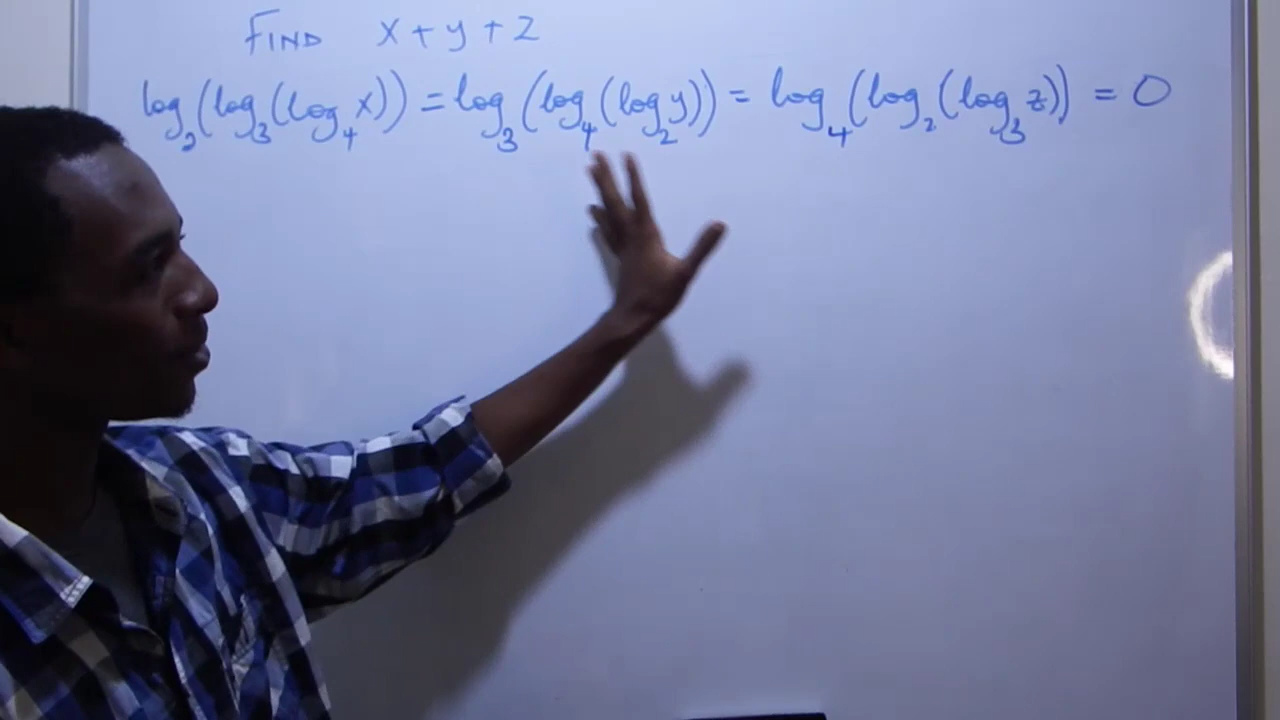 FIND x + y + z
log₂(log₃(log₄ x)) = log₃(log₄(log₂ y)) = log₄(log₂(log₃ z)) = 0